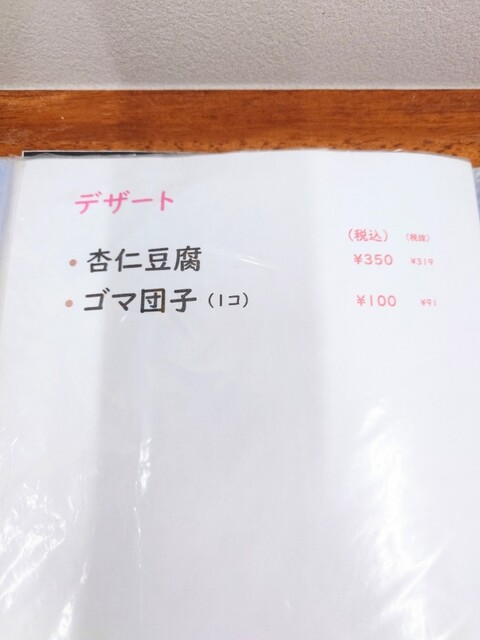 デザート
(税込) (税抜)
・杏仁豆腐 ¥350 ¥319
・ゴマ団子(1コ) ¥100 ¥91